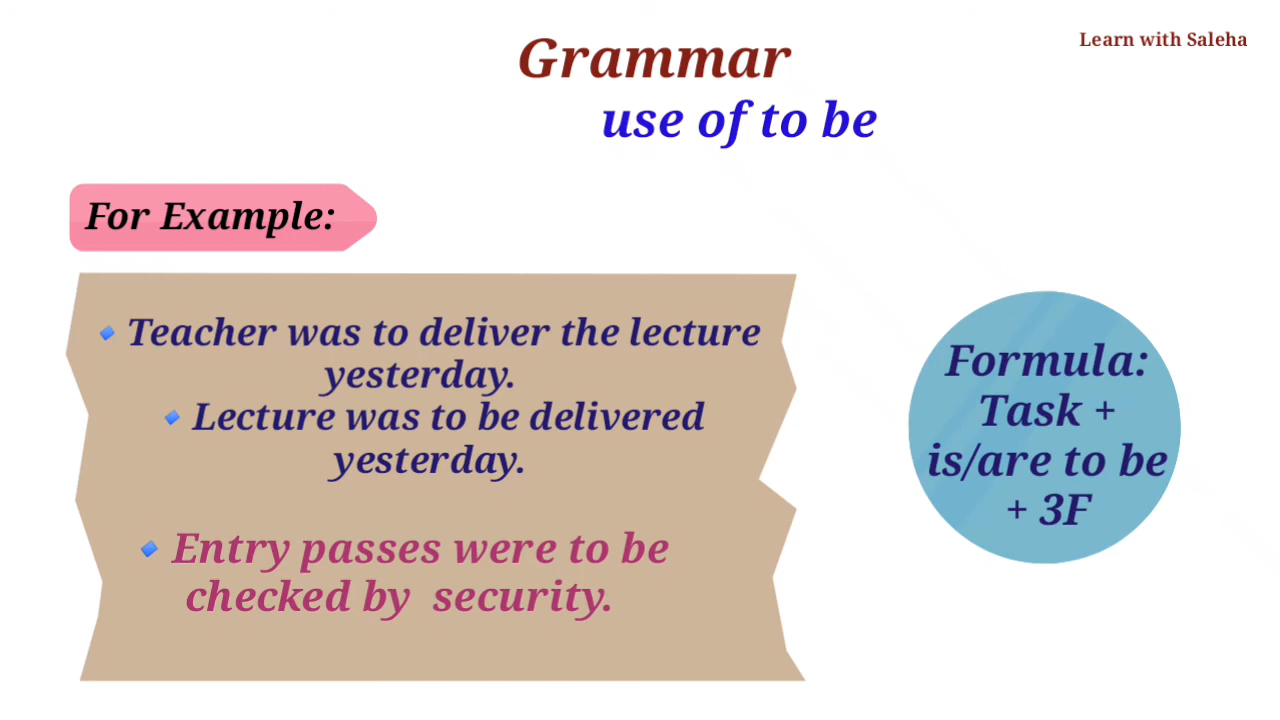 Learn with Saleha
Grammar
use of to be
For Example:
🔹Teacher was to deliver the lecture
yesterday.
🔹Lecture was to be delivered
yesterday.
🔹Entry passes were to be
checked by  security.
Formula:
Task +
is/are to be
+ 3F